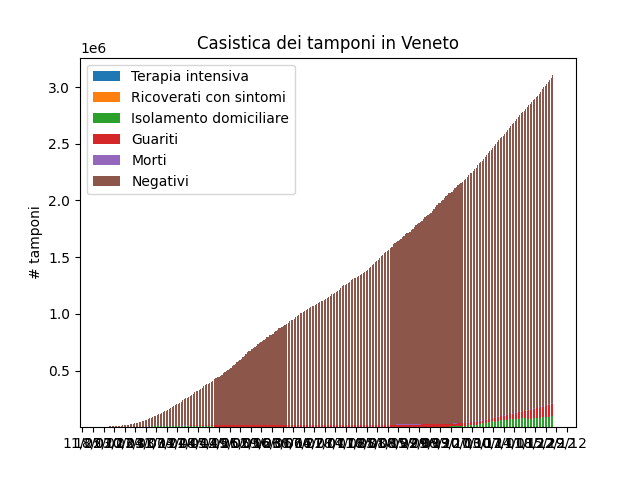 Casistica dei tamponi in Veneto
1e6
Terapia intensiva
Ricoverati con sintomi
Isolamento domiciliare
Guariti
Morti
Negativi
3.0
2.5
2.0
1.5
1.0
0.5
# tamponi